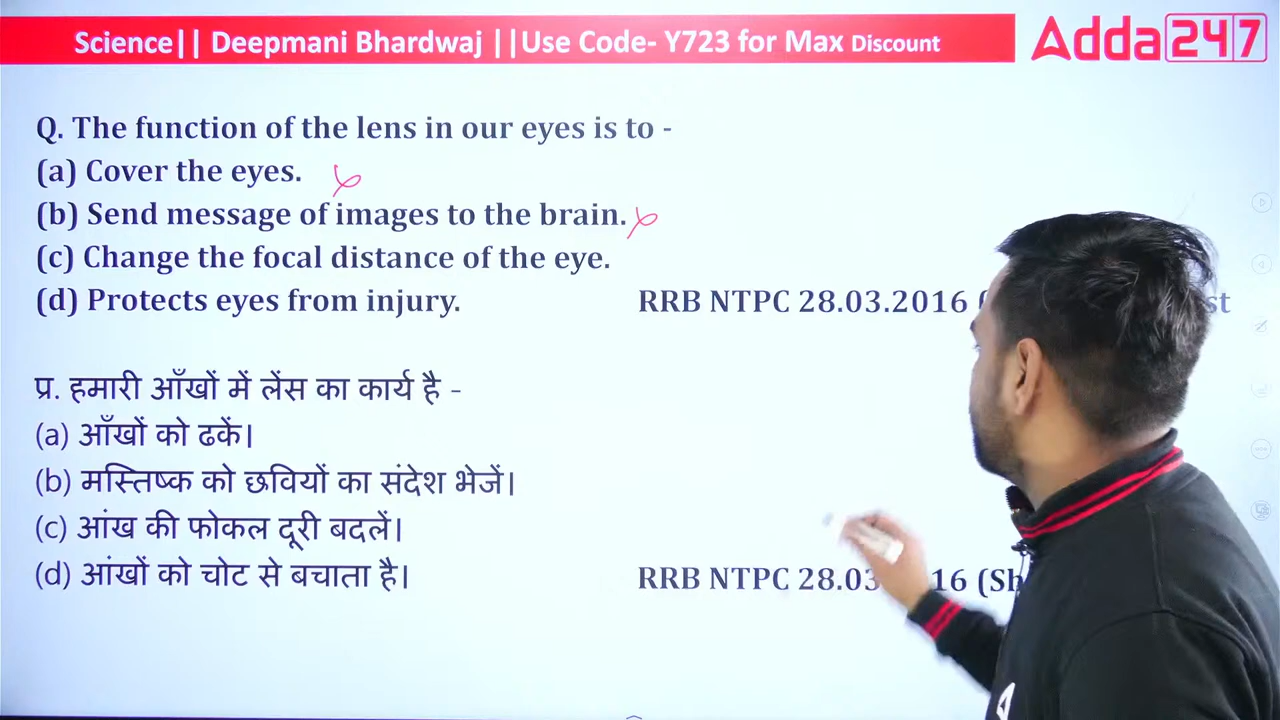 Science|| Deepmani Bhardwaj ||Use Code- Y723 for Max Discount
Adda247
Q. The function of the lens in our eyes is to -
(a) Cover the eyes.
(b) Send message of images to the brain.
(c) Change the focal distance of the eye.
(d) Protects eyes from injury.
RRB NTPC 28.03.2016
प्र. हमारी आँखों में लेंस का कार्य है -
(a) आँखों को ढकें।
(b) मस्तिष्क को छवियों का संदेश भेजें।
(c) आंख की फोकल दूरी बदलें।
(d) आंखों को चोट से बचाता है।
RRB NTPC